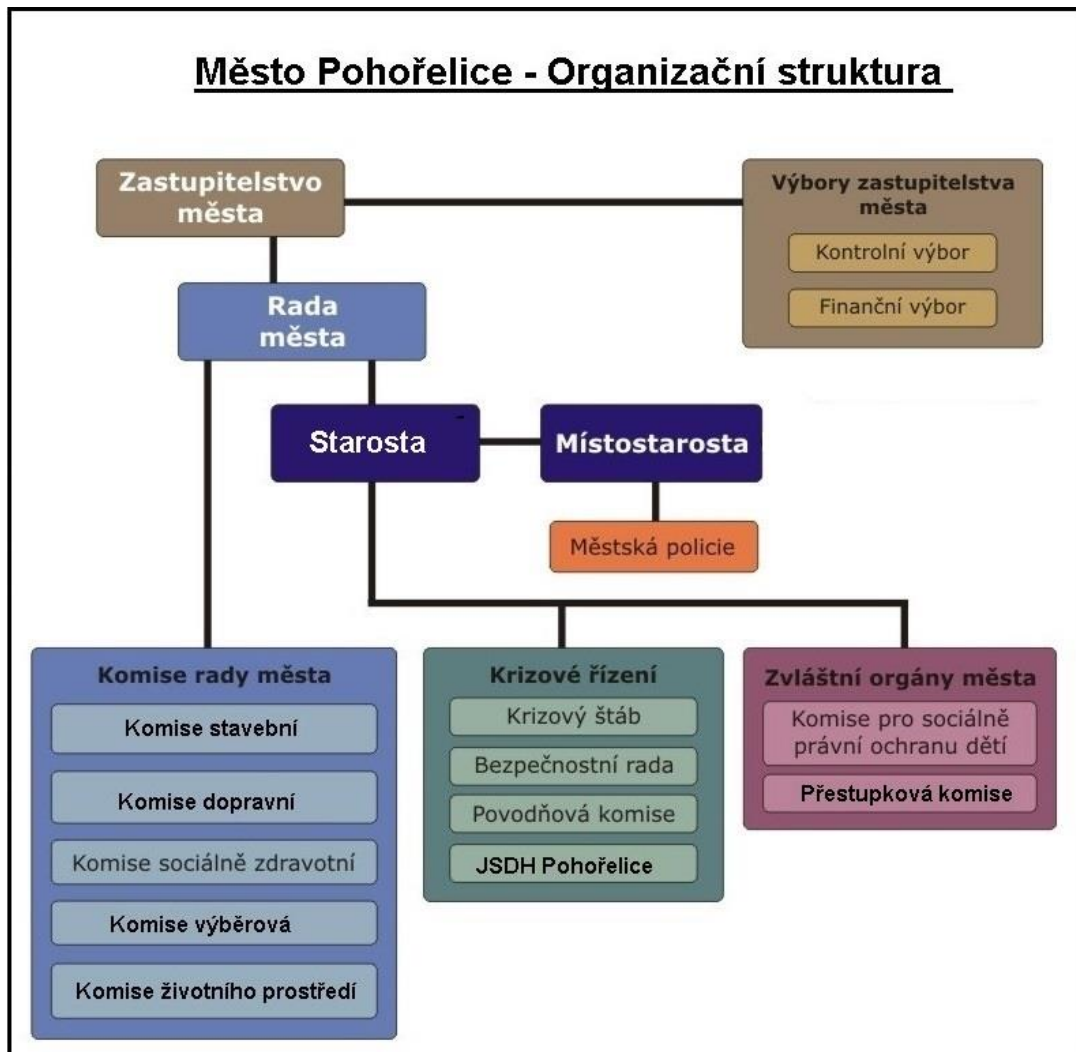 Město Pohořelice - Organizační struktura
Zastupitelstvo
města
Výbory zastupitelstva
města
Kontrolní výbor
Finanční výbor
Rada
města
Starosta
Místostarosta
Městská policie
Komise rady města
Komise stavební
Komise dopravní
Komise sociálně zdravotní
Komise výběrová
Komise životního prostředí
Krizové řízení
Krizový štáb
Bezpečnostní rada
Povodňová komise
JSDH Pohořelice
Zvláštní orgány města
Komise pro sociálně
právní ochranu dětí
Přestupková komise